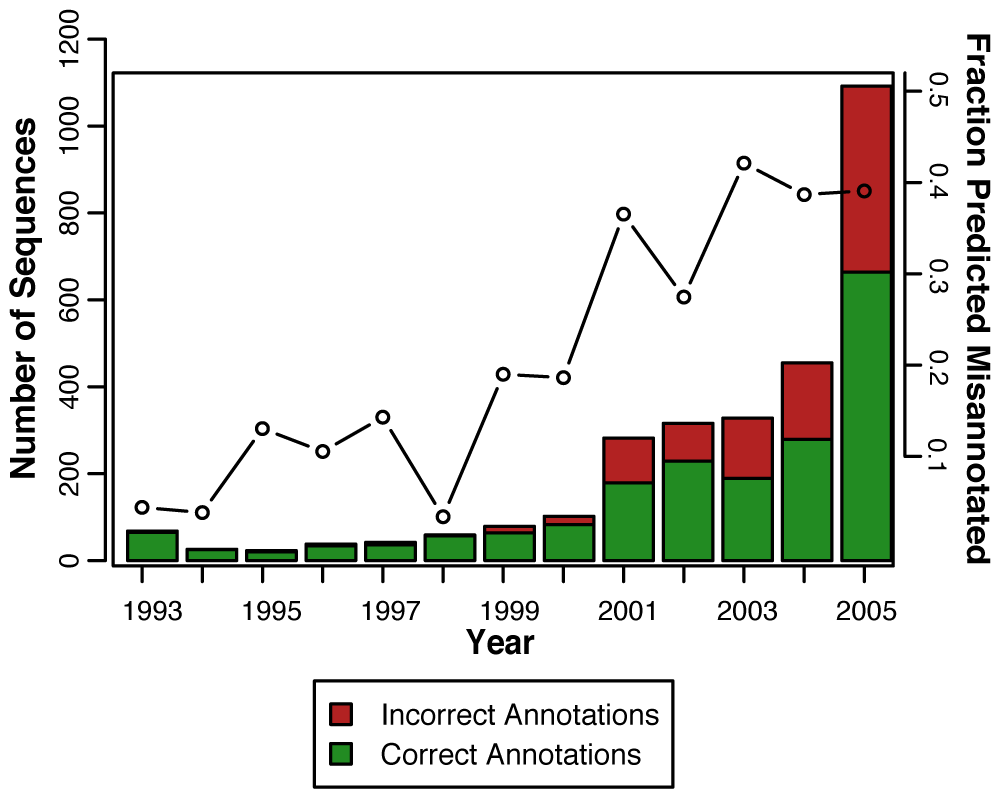 Number of Sequences
1200
1000
800
600
400
200
0
0.5
0.4
0.3
0.2
0.1
Fraction Predicted Misannotated
1993 1995 1997 1999 2001 2003 2005
Year
Incorrect Annotations
Correct Annotations